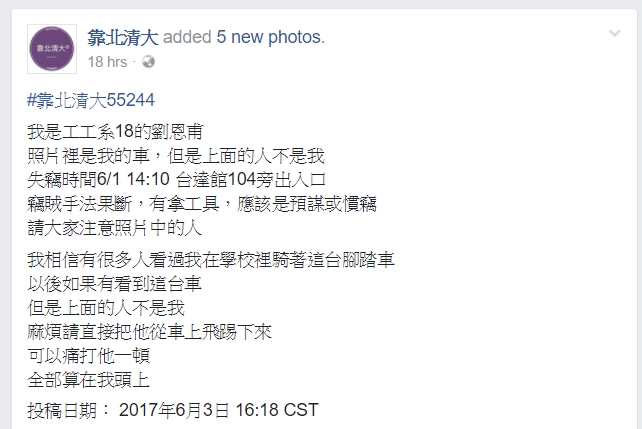 靠北清大®
靠北清大 added 5 new photos.
18 hrs ·
#靠北清大55244
我是工工系18的劉恩甫
照片裡是我的車，但是上面的人不是我
失竊時間6/1 14:10 台達館104旁出入口
竊賊手法果斷，有拿工具，應該是預謀或慣竊
請大家注意照片中的人
我相信有很多人看過我在學校裡騎著這台腳踏車
以後如果有看到這台車
但是上面的人不是我
麻煩請直接把他從車上飛踢下來
可以痛打他一頓
全部算在我頭上
投稿日期： 2017年6月3日 16:18 CST